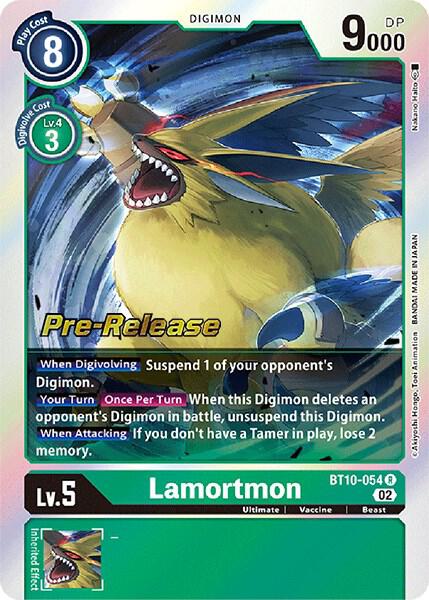 DIGIMON
Play Cost
8
DP
9000
Digivolve Cost
Lv.4
3
Nakano Haito
Pre-Release
When Digivolving Suspend 1 of your opponent's
Digimon.
Your Turn Once Per Turn When this Digimon deletes an
opponent's Digimon in battle, unsuspend this Digimon.
When Attacking If you don't have a Tamer in play, lose 2
memory.
©Akiyoshi Hongo, Toei Animation BANDAI MADE IN JAPAN
Lv.5
Lamortmon
BT10-054 R
02
Ultimate | Vaccine | Beast
Inherited Effect
–